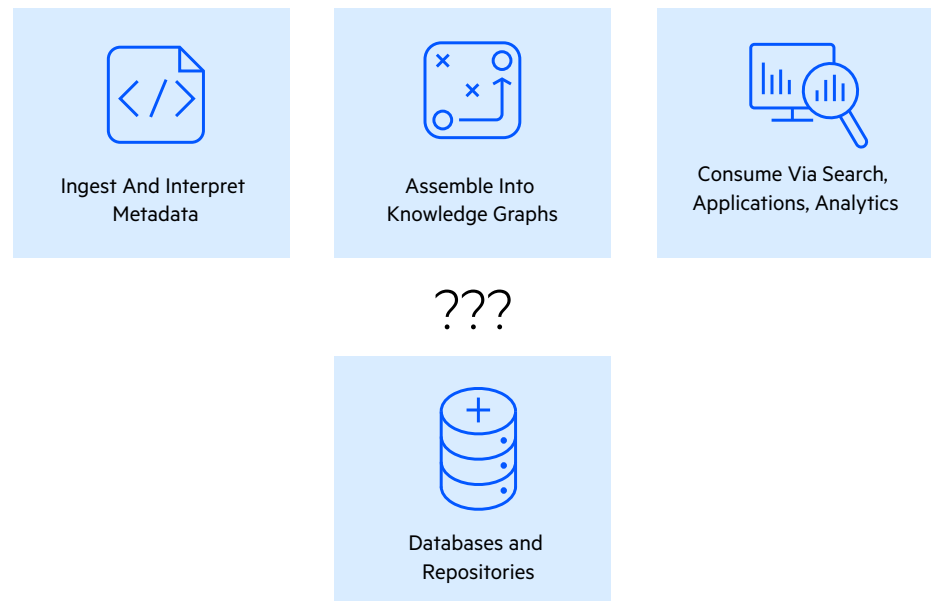 Ingest And Interpret
Metadata
Assemble Into
Knowledge Graphs
Consume Via Search,
Applications, Analytics
???
Databases and
Repositories